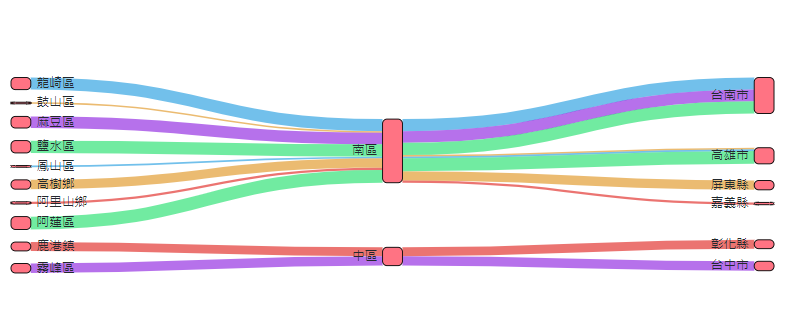 龍崎區
鼓山區
麻豆區
鹽水區
鳳山區
高樹鄉
阿里山鄉
阿蓮區
鹿港鎮
霧峰區
南區
中區
台南市
高雄市
屏東縣
嘉義縣
彰化縣
台中市